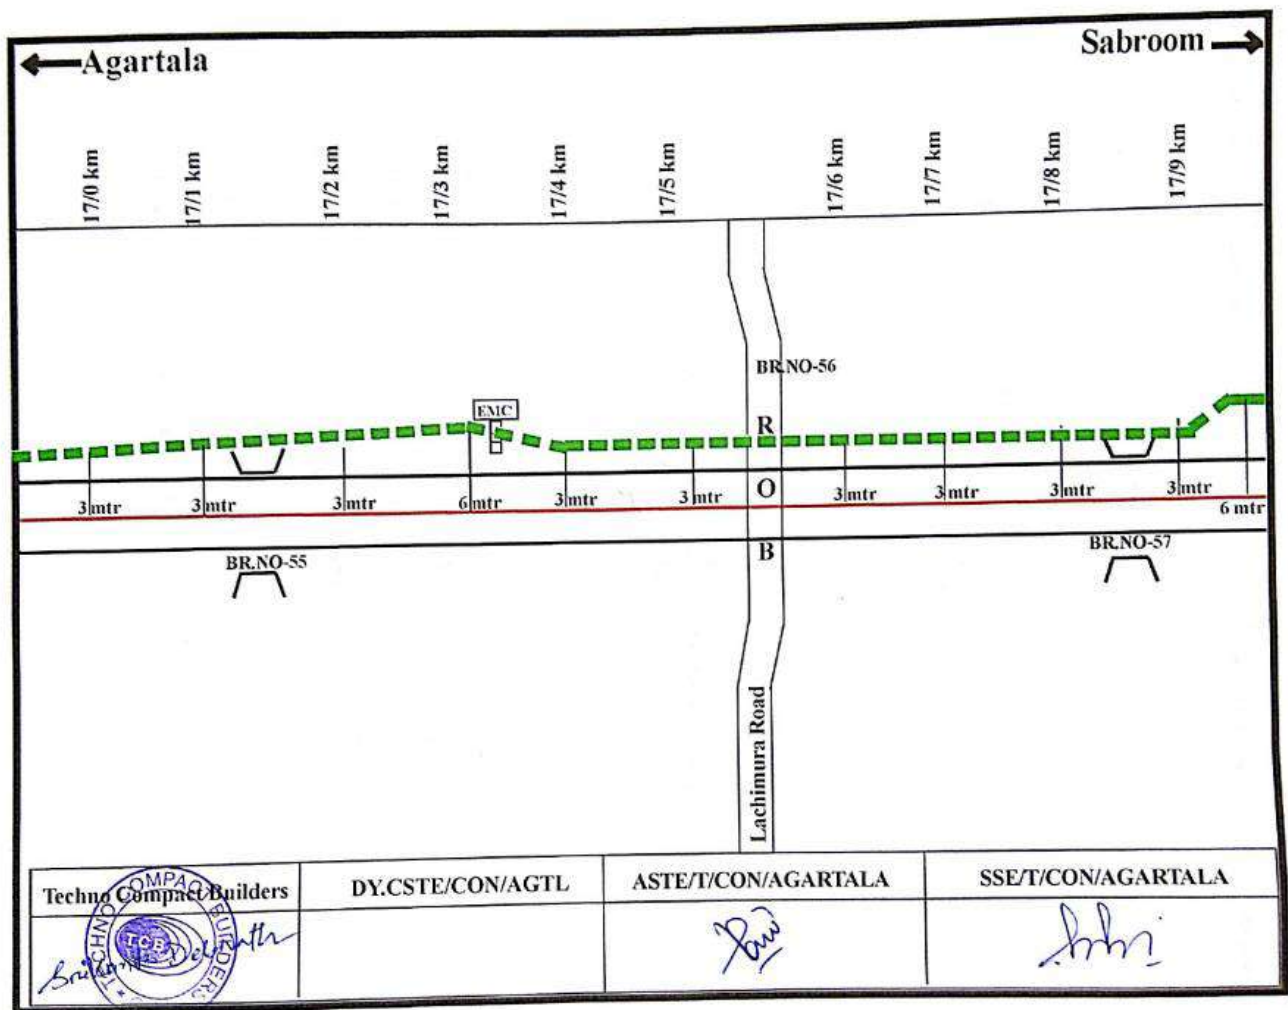 Agartala
Sabroom
17/0 km
17/1 km
17/2 km
17/3 km
17/4 km
17/5 km
17/6 km
17/7 km
17/8 km
17/9 km
BR.NO-56
EMC
R
O
B
3 mtr
3 mtr
3 mtr
6 mtr
3 mtr
3 mtr
3 mtr
3 mtr
3 mtr
3 mtr
6 mtr
BR.NO-55
BR.NO-57
Lachimura Road
Techno Compact Builders
DY.CSTE/CON/AGTL
ASTE/T/CON/AGARTALA
SSE/T/CON/AGARTALA
TECHNO COMPACT BUILDERS
TCB